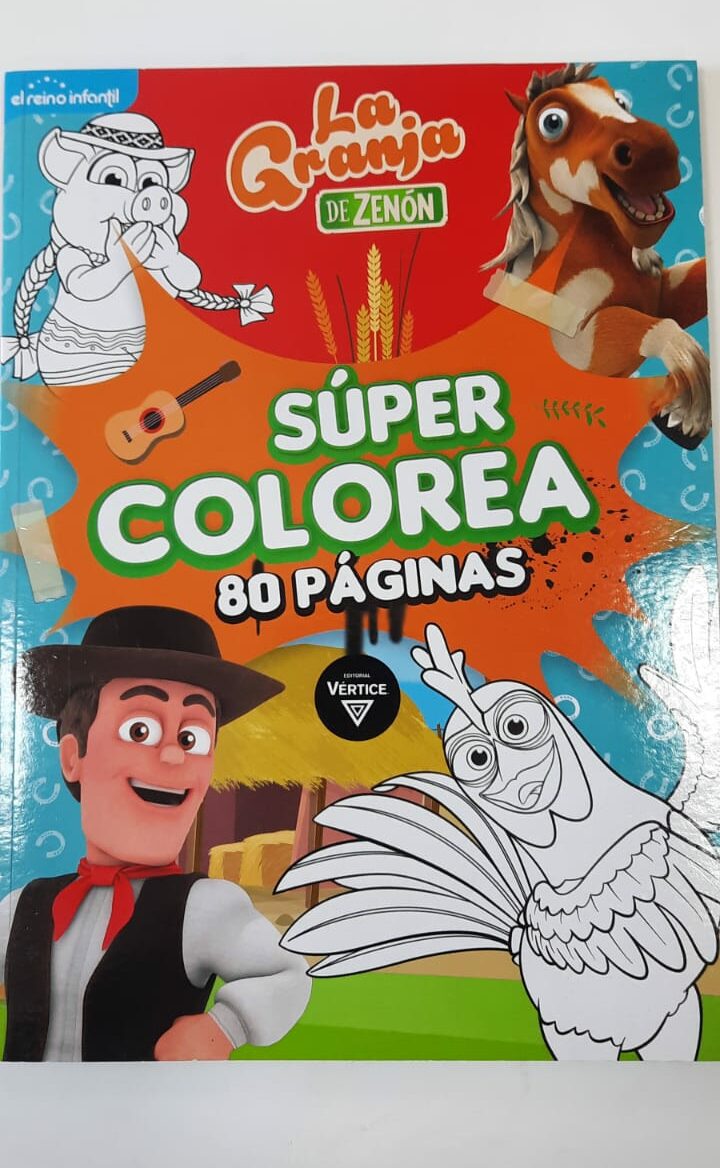 el reino infantil
La
Granja
DE ZENÓN
SÚPER
COLOREA
80 PÁGINAS
EDITORIAL
VÉRTICE